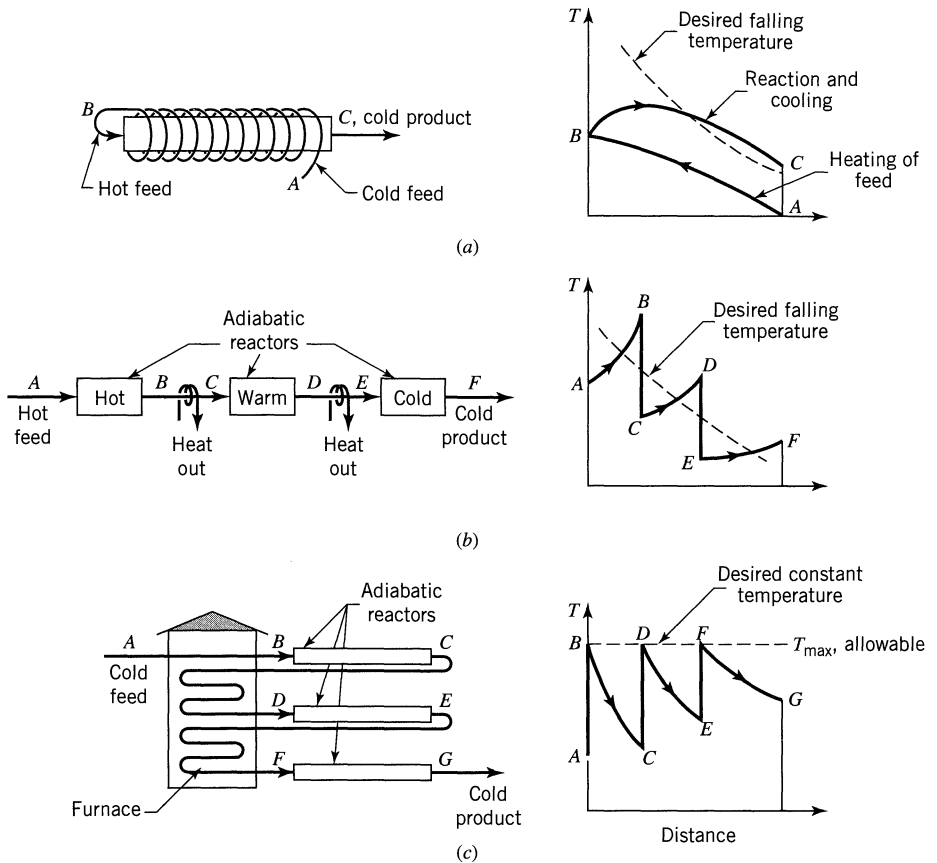 B
Hot feed
A
C, cold product
Cold feed
T
Desired falling
temperature
Reaction and
cooling
B
C
Heating of
feed
A
(a)
Adiabatic
reactors
A
Hot
feed
Hot
B
C
Heat
out
Warm
D
E
Heat
out
Cold
F
Cold
product
T
B
Desired falling
temperature
A
D
C
E
F
(b)
Adiabatic
reactors
A
Cold
feed
B
C
D
E
F
G
Cold
product
Furnace
Desired constant
temperature
T
B
D
F
Tmax, allowable
A
C
E
G
Distance
(c)